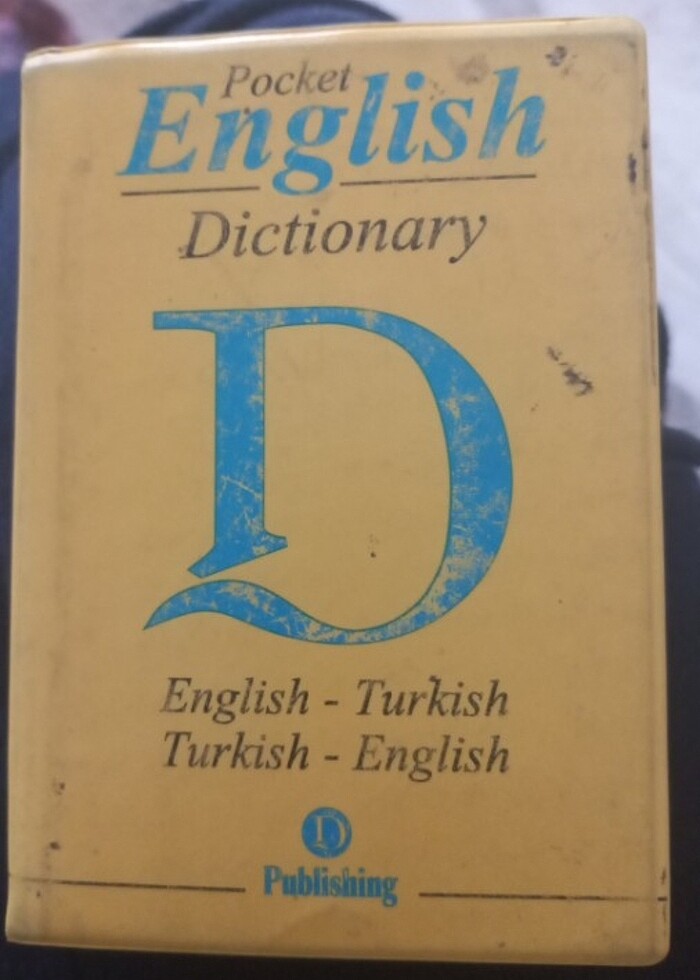 Pocket
English
Dictionary
D
English - Turkish
Turkish - English
D
Publishing